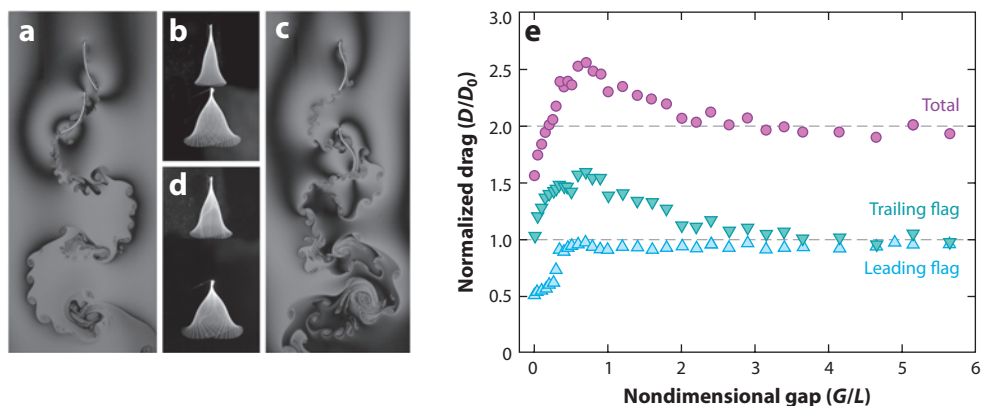 a
b
c
d
e
Normalized drag (D/D₀)
3.0
2.5
2.0
1.5
1.0
0.5
0
Total
Trailing flag
Leading flag
0 1 2 3 4 5 6
Nondimensional gap (G/L)